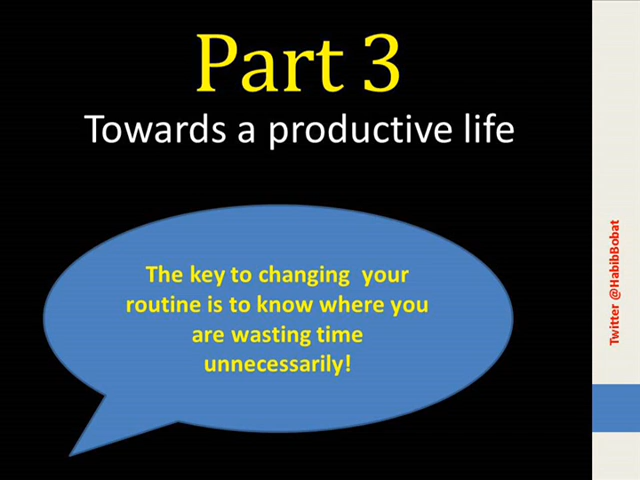 Part 3
Towards a productive life
The key to changing  your
routine is to know where you
are wasting time
unnecessarily!
Twitter @HabibBobat